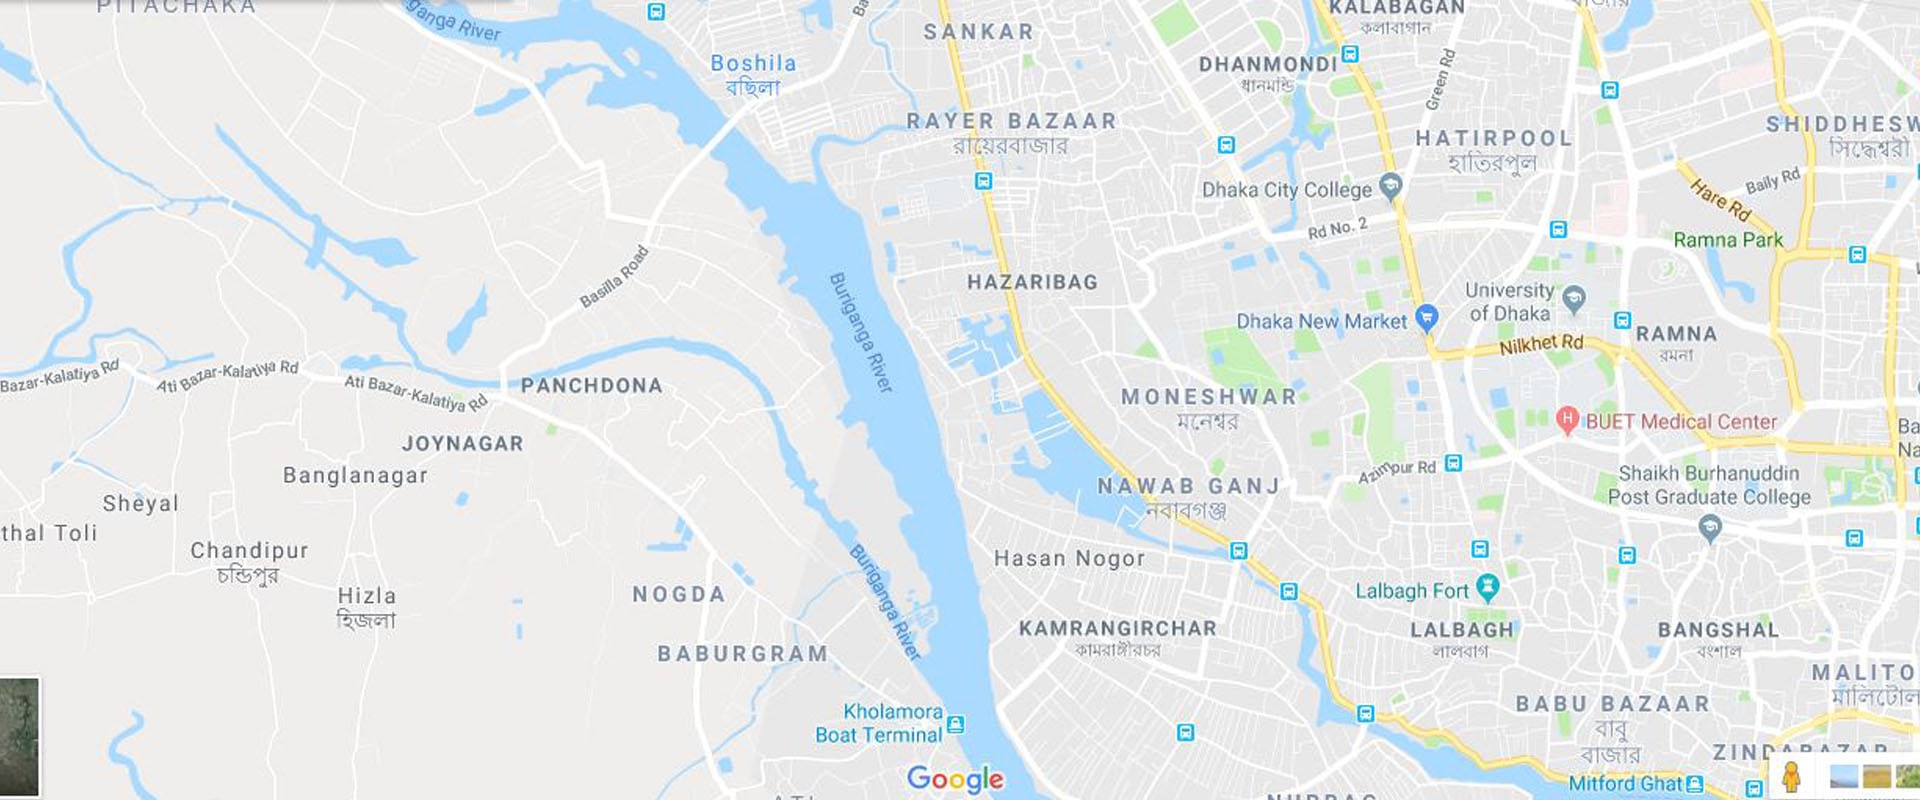 PITACHAKA
iganga River
Ba
SANKAR
KALABAGAN
কলাবাগান
Boshila
বছিলা
DHANMONDI
ধানমন্ডি
Green Rd
RAYER BAZAAR
রায়েরবাজার
HATIRPOOL
হাতিরপুল
SHIDDHESW
সিদ্ধেশ্বরী
Dhaka City College
Baily Rd
Hare Rd
Rd No. 2
Ramna Park
Basilla Road
Buriganga River
HAZARIBAG
University
of Dhaka
Dhaka New Market
Nilkhet Rd
RAMNA
রমনা
Bazar-Kalatiya Rd
Ati Bazar-Kalatiya Rd
Ati Bazar-Kalatiya Rd
PANCHDONA
MONESHWAR
মনেশ্বর
BUET Medical Center
Ba
Na
JOYNAGAR
Banglanagar
Azimpur Rd
Shaikh Burhanuddin
Post Graduate College
NAWAB GANJ
নবাবগঞ্জ
Sheyal
thal Toli
Chandipur
চন্ডিপুর
Hasan Nogor
Hizla
হিজলা
NOGDA
Buriganga River
Lalbagh Fort
KAMRANGIRCHAR
কামরাঙ্গীরচর
LALBAGH
লালবাগ
BANGSHAL
বংশাল
BABURGRAM
MALITO
মালিটোল
Kholamora
Boat Terminal
BABU BAZAAR
বাবু
বাজার
ZINDABAZAR
Google
Mitford Ghat